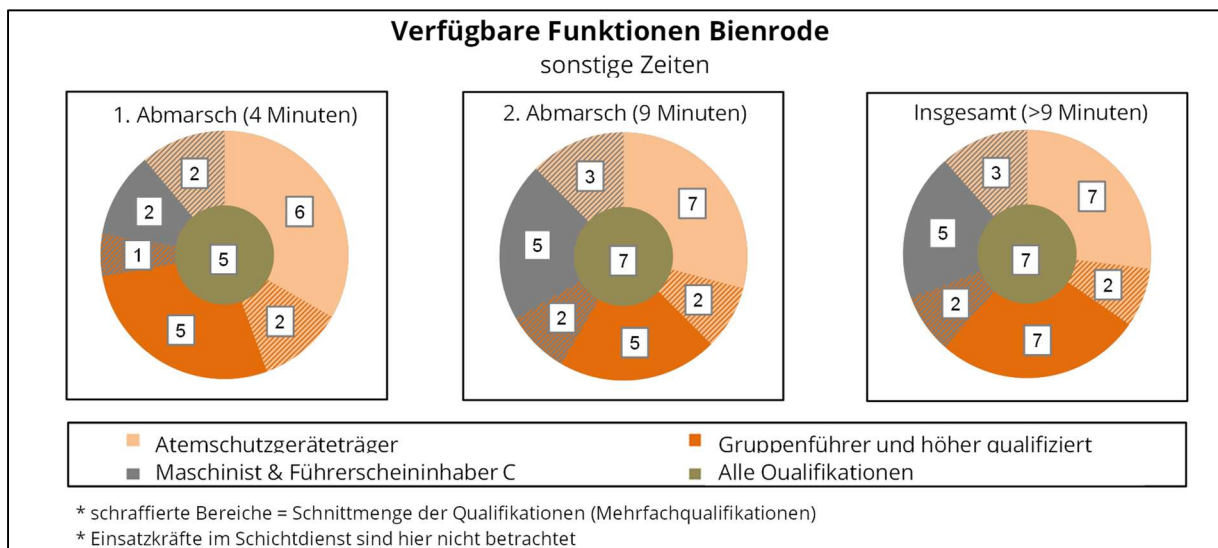 Verfügbare Funktionen Bienrode
sonstige Zeiten
1. Abmarsch (4 Minuten)
2
6
2
1
5
5
2
2. Abmarsch (9 Minuten)
3
7
5
7
2
2
5
Insgesamt (>9 Minuten)
3
7
5
7
2
2
7
Atemschutzgeräteträger
Gruppenführer und höher qualifiziert
Maschinist & Führerscheininhaber C
Alle Qualifikationen
* schraffierte Bereiche = Schnittmenge der Qualifikationen (Mehrfachqualifikationen)
* Einsatzkräfte im Schichtdienst sind hier nicht betrachtet